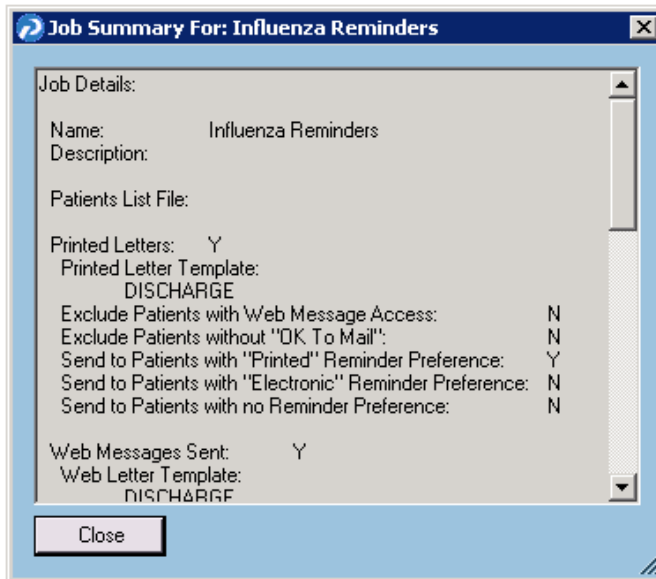 Job Summary For: Influenza Reminders
Job Details:
Name: Influenza Reminders
Description:
Patients List File:
Printed Letters: Y
Printed Letter Template:
DISCHARGE
Exclude Patients with Web Message Access: N
Exclude Patients without "OK To Mail": N
Send to Patients with "Printed" Reminder Preference: Y
Send to Patients with "Electronic" Reminder Preference: N
Send to Patients with no Reminder Preference: N
Web Messages Sent: Y
Web Letter Template:
DISCHARGE
Close